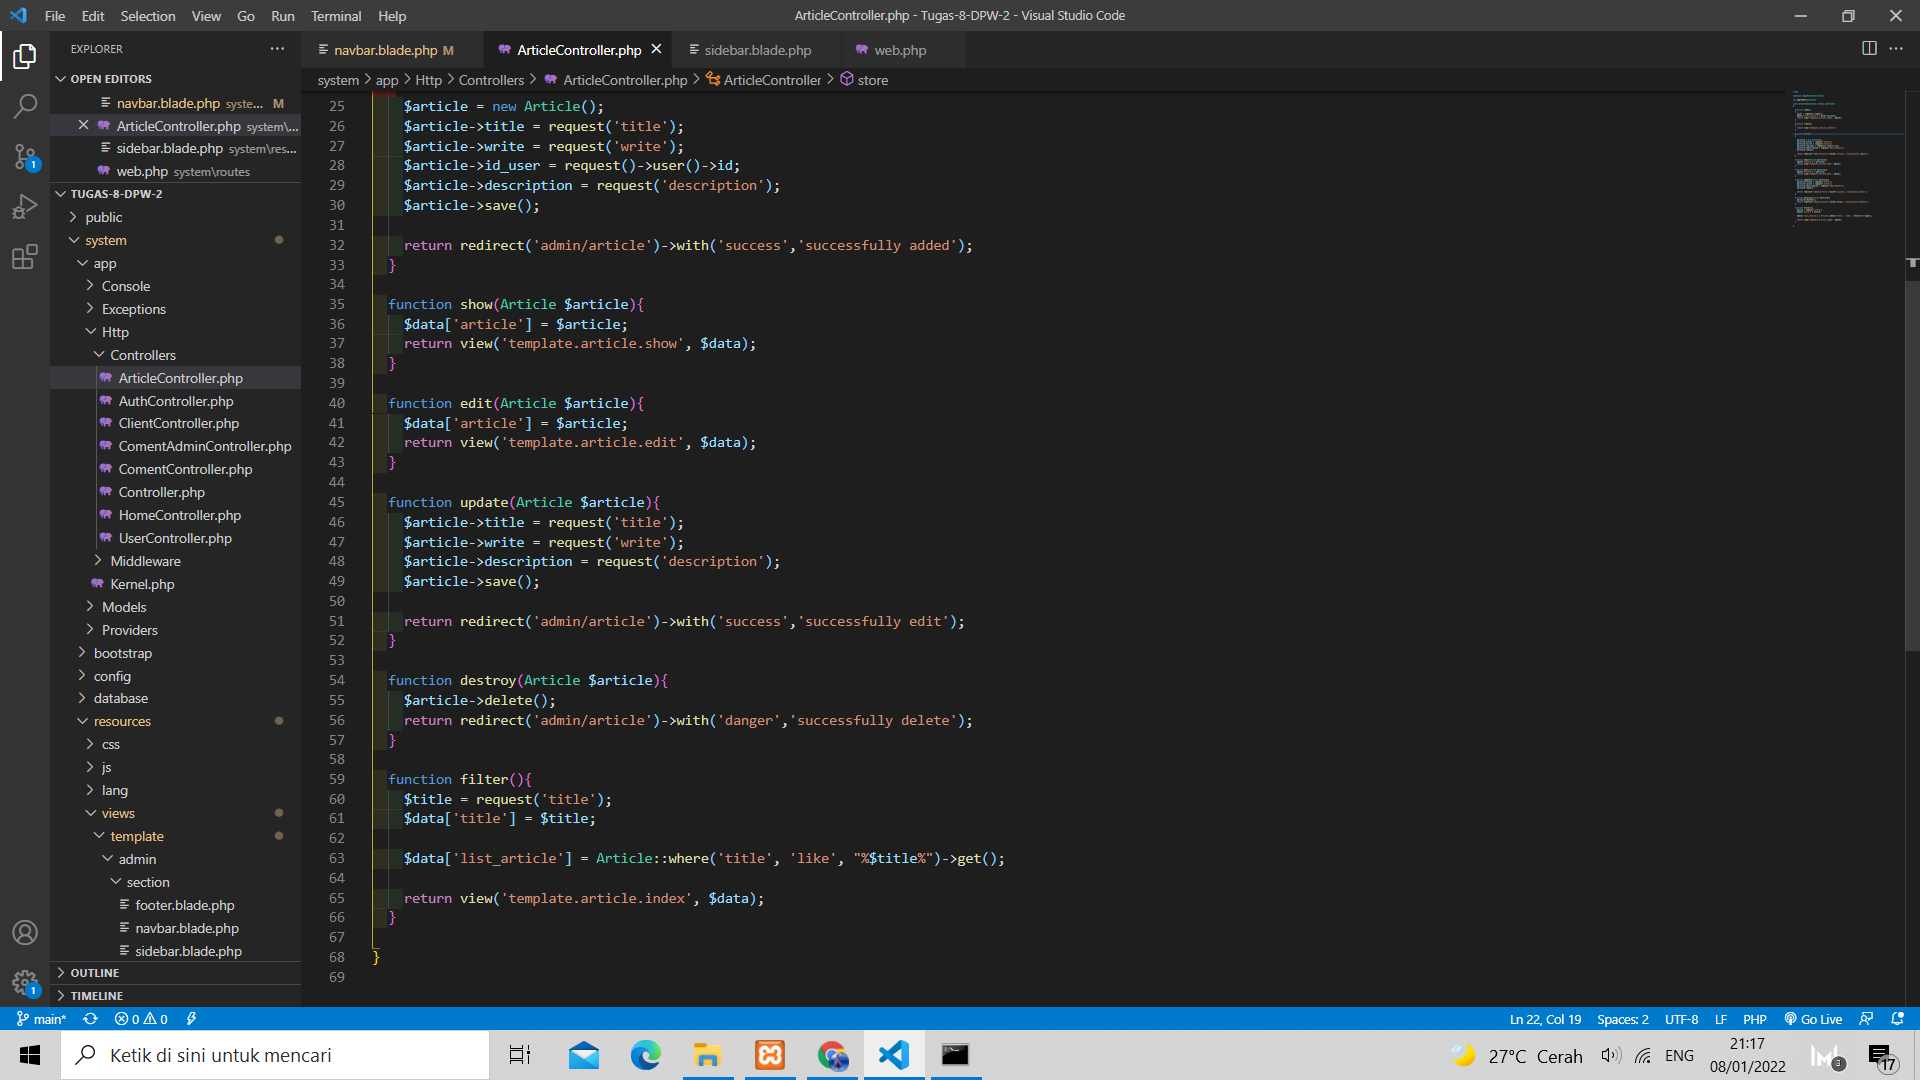 File Edit Selection View Go Run Terminal Help
ArticleController.php - Tugas-8-DPW-2 - Visual Studio Code
EXPLORER
OPEN EDITORS
navbar.blade.php syste... M
ArticleController.php system\...
sidebar.blade.php system\res...
web.php system\routes
TUGAS-8-DPW-2
public
system
app
Console
Exceptions
Http
Controllers
ArticleController.php
AuthController.php
ClientController.php
ComentAdminController.php
ComentController.php
Controller.php
HomeController.php
UserController.php
Middleware
Kernel.php
Models
Providers
bootstrap
config
database
resources
css
js
lang
views
template
admin
section
footer.blade.php
navbar.blade.php
sidebar.blade.php
OUTLINE
TIMELINE
navbar.blade.php M
ArticleController.php
sidebar.blade.php
web.php
system > app > Http > Controllers > ArticleController.php > ArticleController > store
25 $article = new Article();
26 $article->title = request('title');
27 $article->write = request('write');
28 $article->id_user = request()->user()->id;
29 $article->description = request('description');
30 $article->save();
31
32 return redirect('admin/article')->with('success','successfully added');
33 }
34
35 function show(Article $article){
36 $data['article'] = $article;
37 return view('template.article.show', $data);
38 }
39
40 function edit(Article $article){
41 $data['article'] = $article;
42 return view('template.article.edit', $data);
43 }
44
45 function update(Article $article){
46 $article->title = request('title');
47 $article->write = request('write');
48 $article->description = request('description');
49 $article->save();
50
51 return redirect('admin/article')->with('success','successfully edit');
52 }
53
54 function destroy(Article $article){
55 $article->delete();
56 return redirect('admin/article')->with('danger','successfully delete');
57 }
58
59 function filter(){
60 $title = request('title');
61 $data['title'] = $title;
62
63 $data['list_article'] = Article::where('title', 'like', "%$title%")->get();
64
65 return view('template.article.index', $data);
66 }
67
68 }
69
1
1
main* 0 0
Ln 22, Col 19 Spaces: 2 UTF-8 LF PHP Go Live
Ketik di sini untuk mencari
27°C Cerah
ENG
21:17
08/01/2022
3
17